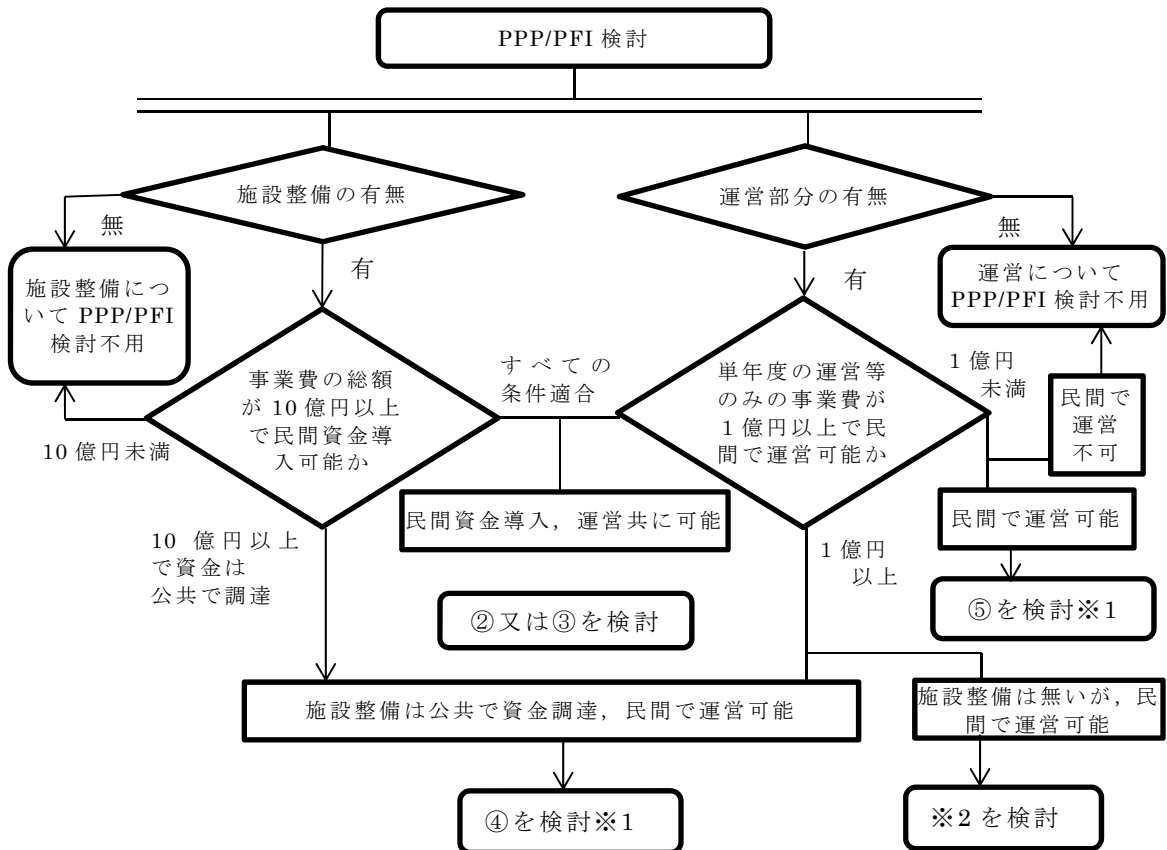 PPP/PFI 検討
施設整備の有無
運営部分の有無
無
有
無
有
施設整備につ
いて PPP/PFI
検討不用
運営について
PPP/PFI 検討不用
事業費の総額
が 10 億円以上
で民間資金導
入可能か
すべての
条件適合
単年度の運営等
のみの事業費が
1 億円以上で民
間で運営可能か
1 億円
未満
民間で
運営
不可
10 億円未満
民間資金導入，運営共に可能
民間で運営可能
10 億円以上
で資金は
公共で調達
1 億円
以上
②又は③を検討
⑤を検討※1
施設整備は公共で資金調達，民間で運営可能
施設整備は無いが，民
間で運営可能
④を検討※1
※2 を検討